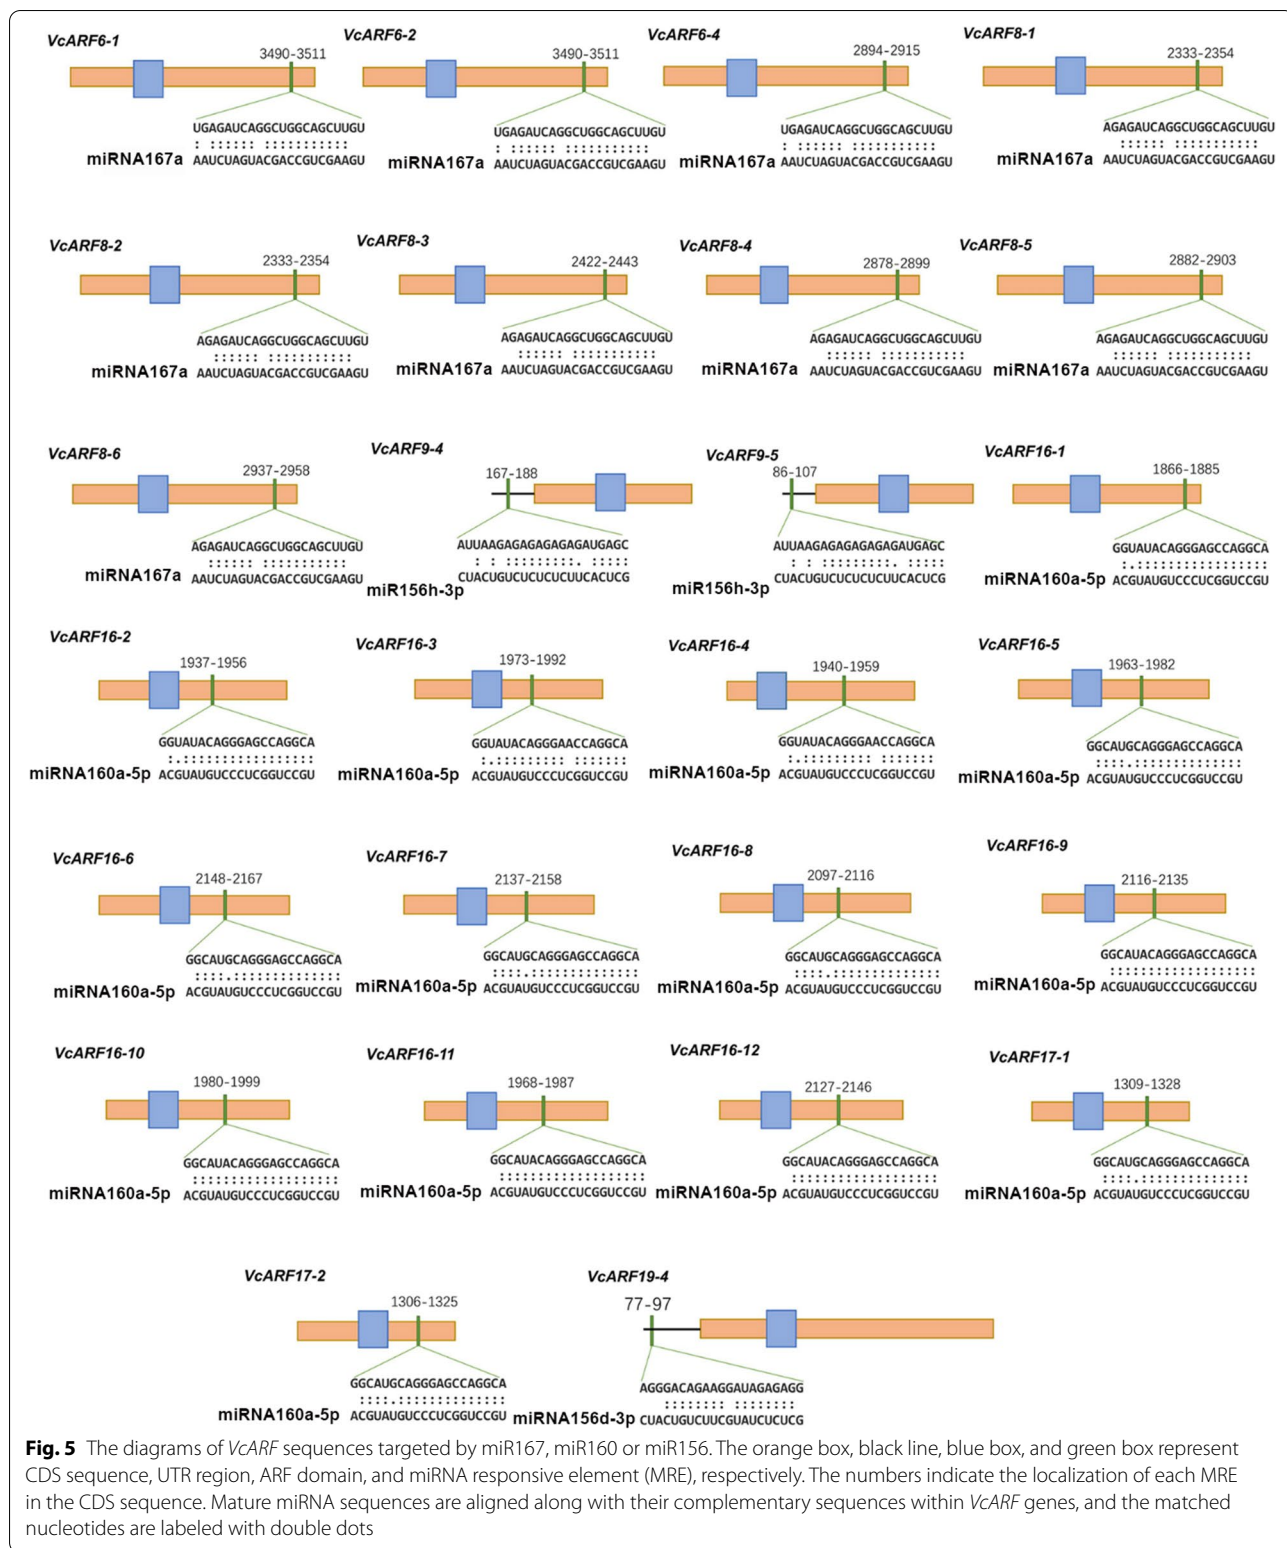 VcARF6-1
3490-3511
UGAGAUCAGGCUGGCAGCUUGU
: :::::: :::::::::::
miRNA167a AAUCUAGUACGACCGUCGAAGU
VcARF6-2
3490-3511
UGAGAUCAGGCUGGCAGCUUGU
: :::::: :::::::::::
miRNA167a AAUCUAGUACGACCGUCGAAGU
VcARF6-4
2894-2915
UGAGAUCAGGCUGGCAGCUUGU
: :::::: :::::::::::
miRNA167a AAUCUAGUACGACCGUCGAAGU
VcARF8-1
2333-2354
AGAGAUCAGGCUGGCAGCUUGU
:::::: :::::::::::
miRNA167a AAUCUAGUACGACCGUCGAAGU
VcARF8-2
2333-2354
AGAGAUCAGGCUGGCAGCUUGU
:::::: :::::::::::
miRNA167a AAUCUAGUACGACCGUCGAAGU
VcARF8-3
2422-2443
AGAGAUCAGGCUGGCAGCUUGU
:::::: :::::::::::
miRNA167a AAUCUAGUACGACCGUCGAAGU
VcARF8-4
2878-2899
AGAGAUCAGGCUGGCAGCUUGU
:::::: :::::::::::
miRNA167a AAUCUAGUACGACCGUCGAAGU
VcARF8-5
2882-2903
AGAGAUCAGGCUGGCAGCUUGU
:::::: :::::::::::
miRNA167a AAUCUAGUACGACCGUCGAAGU
VcARF8-6
2937-2958
AGAGAUCAGGCUGGCAGCUUGU
:::::: :::::::::::
miRNA167a AAUCUAGUACGACCGUCGAAGU
VcARF9-4
167-188
AUUAAGAGAGAGAGAGAUGAGC
: : :::::::::. :::::
miR156h-3p CUACUGUCUCUCUCUUCACUCG
VcARF9-5
86-107
AUUAAGAGAGAGAGAGAUGAGC
: : :::::::::. :::::
miR156h-3p CUACUGUCUCUCUCUUCACUCG
VcARF16-1
1866-1885
GGUAUACAGGGAGCCAGGCA
:.:::::::::::::::::
miRNA160a-5p ACGUAUGUCCCUCGGUCCGU
VcARF16-2
1937-1956
GGUAUACAGGGAGCCAGGCA
:.:::::::::::::::::
miRNA160a-5p ACGUAUGUCCCUCGGUCCGU
VcARF16-3
1973-1992
GGUAUACAGGGAACCAGGCA
:.::::::::: :::::::
miRNA160a-5p ACGUAUGUCCCUCGGUCCGU
VcARF16-4
1940-1959
GGUAUACAGGGAACCAGGCA
:.::::::::: :::::::
miRNA160a-5p ACGUAUGUCCCUCGGUCCGU
VcARF16-5
1963-1982
GGCAUGCAGGGAGCCAGGCA
::::.::::::::::::::
miRNA160a-5p ACGUAUGUCCCUCGGUCCGU
VcARF16-6
2148-2167
GGCAUGCAGGGAGCCAGGCA
::::.::::::::::::::
miRNA160a-5p ACGUAUGUCCCUCGGUCCGU
VcARF16-7
2137-2158
GGCAUGCAGGGAGCCAGGCA
::::.::::::::::::::
miRNA160a-5p ACGUAUGUCCCUCGGUCCGU
VcARF16-8
2097-2116
GGCAUGCAGGGAGCCAGGCA
::::.::::::::::::::
miRNA160a-5p ACGUAUGUCCCUCGGUCCGU
VcARF16-9
2116-2135
GGCAUACAGGGAGCCAGGCA
:::::::::::::::::::
miRNA160a-5p ACGUAUGUCCCUCGGUCCGU
VcARF16-10
1980-1999
GGCAUACAGGGAGCCAGGCA
:::::::::::::::::::
miRNA160a-5p ACGUAUGUCCCUCGGUCCGU
VcARF16-11
1968-1987
GGCAUACAGGGAGCCAGGCA
:::::::::::::::::::
miRNA160a-5p ACGUAUGUCCCUCGGUCCGU
VcARF16-12
2127-2146
GGCAUACAGGGAGCCAGGCA
:::::::::::::::::::
miRNA160a-5p ACGUAUGUCCCUCGGUCCGU
VcARF17-1
1309-1328
GGCAUGCAGGGAGCCAGGCA
::::.::::::::::::::
miRNA160a-5p ACGUAUGUCCCUCGGUCCGU
VcARF17-2
1306-1325
GGCAUGCAGGGAGCCAGGCA
::::.::::::::::::::
miRNA160a-5p ACGUAUGUCCCUCGGUCCGU
VcARF19-4
77-97
AGGGACAGAAGGAUAGAGAGG
:::::::: ::::::::
miRNA156d-3p CUACUGUCUUCGUAUCUCUCG
Fig. 5 The diagrams of VcARF sequences targeted by miR167, miR160 or miR156. The orange box, black line, blue box, and green box represent
CDS sequence, UTR region, ARF domain, and miRNA responsive element (MRE), respectively. The numbers indicate the localization of each MRE
in the CDS sequence. Mature miRNA sequences are aligned along with their complementary sequences within VcARF genes, and the matched
nucleotides are labeled with double dots